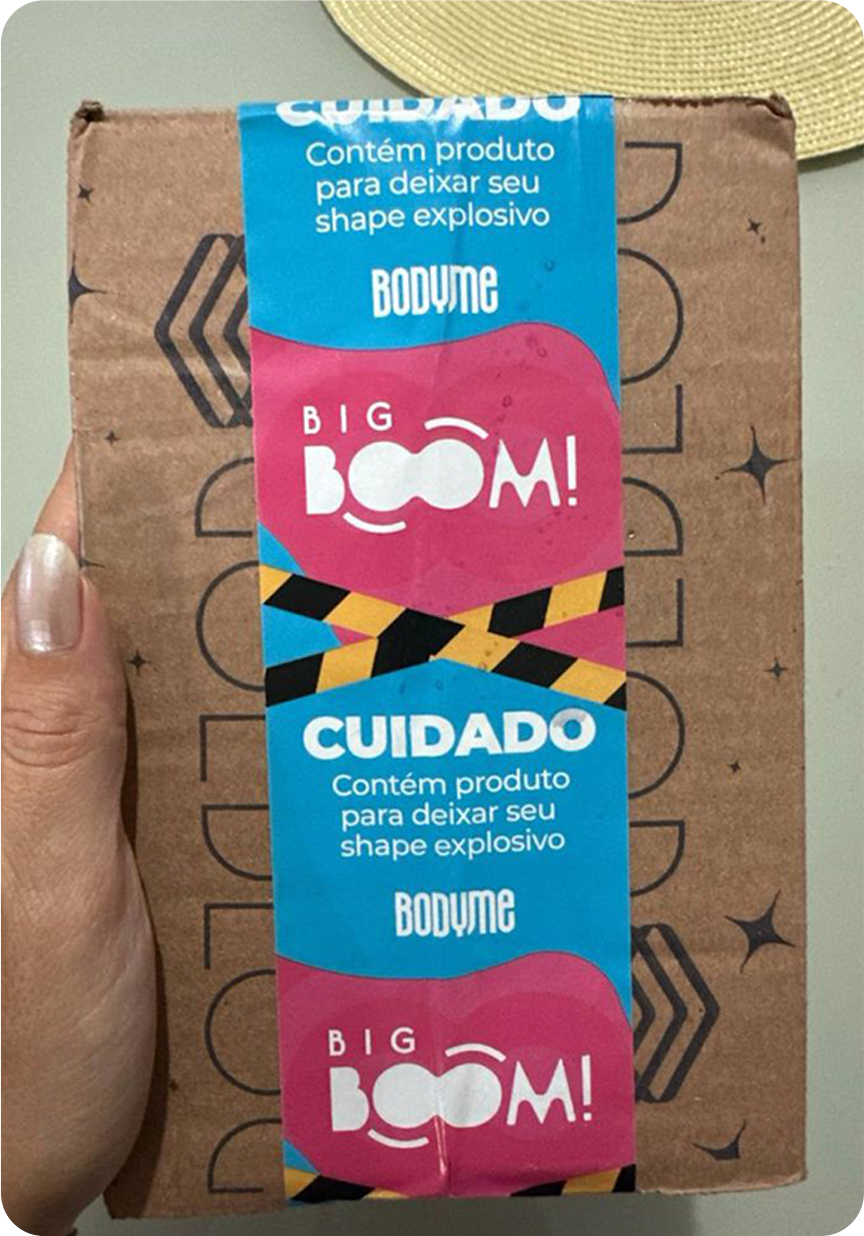 CUIDADO
Contém produto
para deixar seu
shape explosivo
BODYME
BIG
BOOM!
CUIDADO
Contém produto
para deixar seu
shape explosivo
BODYME
BIG
BOOM!